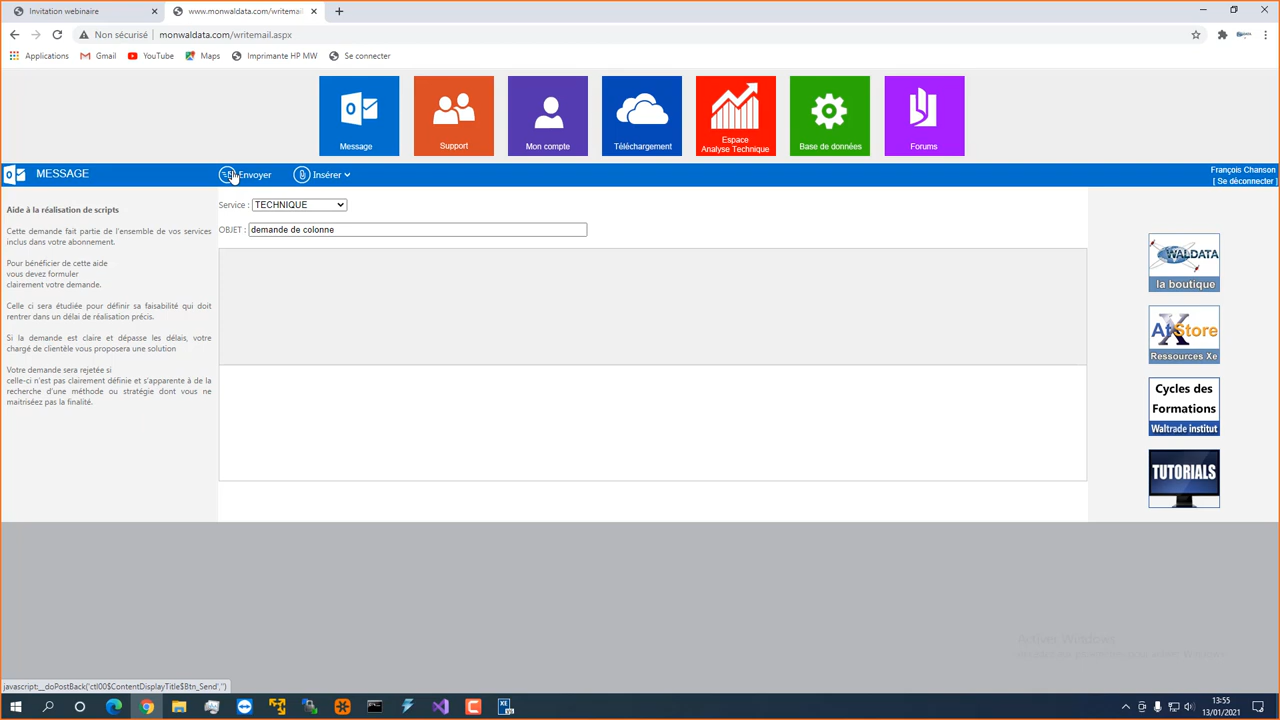 Invitation webinaire
www.monwaldata.com/writemail
Non sécurisé
monwaldata.com/writemail.aspx
Applications
Gmail
YouTube
Maps
Imprimante HP MW
Se connecter
Message
Support
Mon compte
Téléchargement
Espace
Analyse Technique
Base de données
Forums
MESSAGE
Envoyer
Insérer
François Chanson
[ Se déconnecter ]
Aide à la réalisation de scripts
Cette demande fait partie de l'ensemble de vos services
inclus dans votre abonnement.
Pour bénéficier de cette aide
vous devez formuler
clairement votre demande.
Celle ci sera étudiée pour définir sa faisabilité qui doit
rentrer dans un délai de réalisation précis.
Si la demande est claire et dépasse les délais, votre
chargé de clientèle vous proposera une solution
Votre demande sera rejetée si
celle-ci n'est pas clairement définie et s'apparente à de la
recherche d'une méthode ou stratégie dont vous ne
maitriséez pas la finalité.
Service :
TECHNIQUE
OBJET :
demande de colonne
WALDATA
la boutique
AtStore
Ressources Xe
Cycles des
Formations
Waltrade institut
TUTORIALS
Activer Windows
javascript:__doPostBack('ctl00$ContentDisplayTitle$Btn_Send','')
13:55
13/01/2021